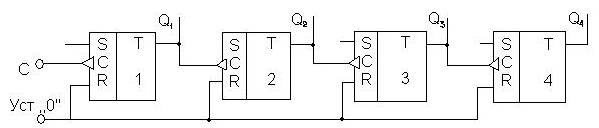 Q1 Q2 Q3 Q4
S T S T S T S T
C C C C C
R 1 R 2 R 3 R 4
Уст „0"